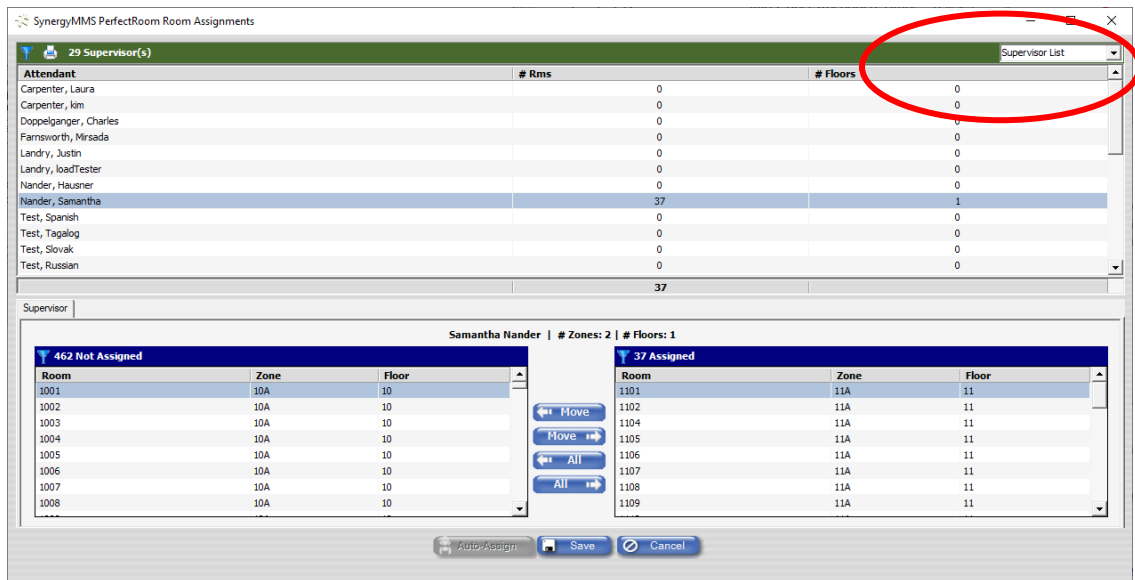 SynergyMMS PerfectRoom Room Assignments
29 Supervisor(s) Supervisor List
Attendant # Rms # Floors
Carpenter, Laura 0 0
Carpenter, kim 0 0
Doppelganger, Charles 0 0
Farnsworth, Mirsada 0 0
Landry, Justin 0 0
Landry, loadTester 0 0
Nander, Hausner 0 0
Nander, Samantha 37 1
Test, Spanish 0 0
Test, Tagalog 0 0
Test, Slovak 0 0
Test, Russian 0 0
37
Supervisor
Samantha Nander | # Zones: 2 | # Floors: 1
462 Not Assigned
Room Zone Floor
1001 10A 10
1002 10A 10
1003 10A 10
1004 10A 10
1005 10A 10
1006 10A 10
1007 10A 10
1008 10A 10
Move
Move
All
All
37 Assigned
Room Zone Floor
1101 11A 11
1102 11A 11
1104 11A 11
1105 11A 11
1106 11A 11
1107 11A 11
1108 11A 11
1109 11A 11
Auto-Assign Save Cancel